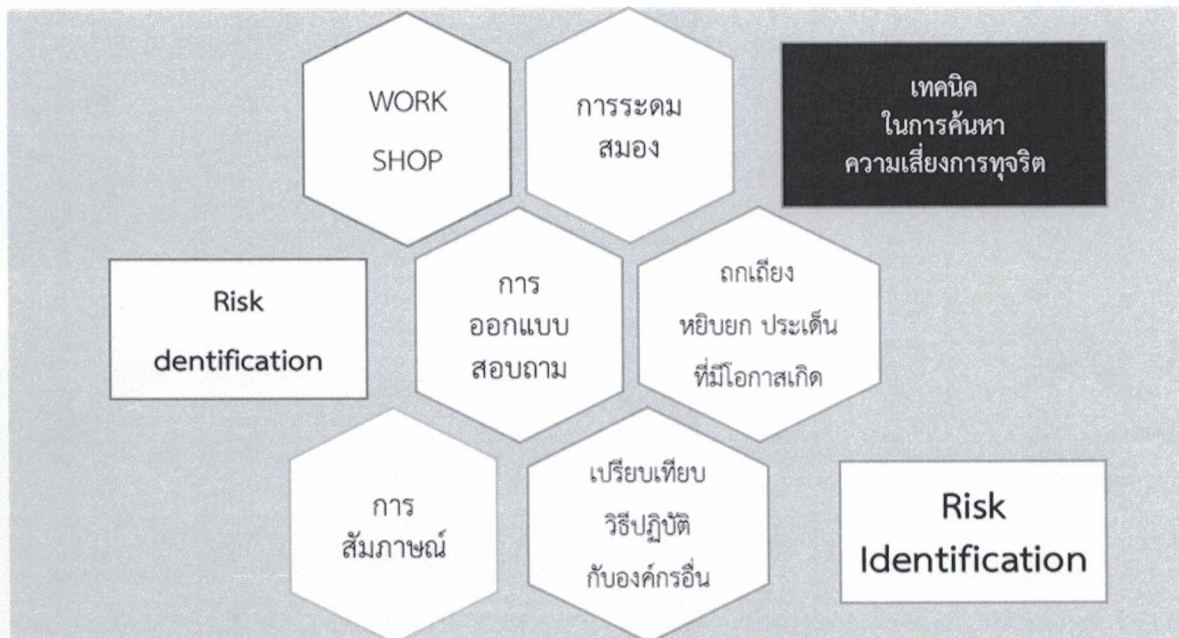 WORK
SHOP
การระดม
สมอง
เทคนิค
ในการค้นหา
ความเสี่ยงการทุจริต
Risk
dentification
การ
ออกแบบ
สอบถาม
ถกเถียง
หยิบยก ประเด็น
ที่มีโอกาสเกิด
การ
สัมภาษณ์
เปรียบเทียบ
วิธีปฏิบัติ
กับองค์กรอื่น
Risk
Identification